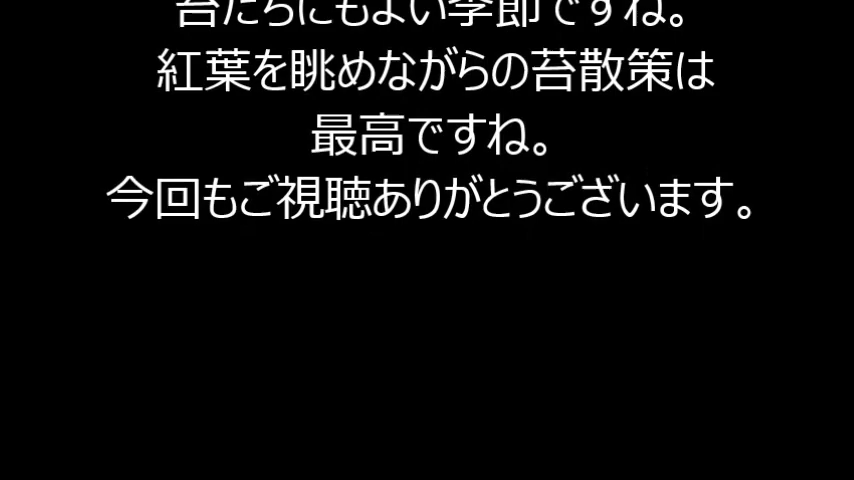 苔たちにもよい季節ですね。
紅葉を眺めながらの苔散策は
最高ですね。
今回もご視聴ありがとうございます。